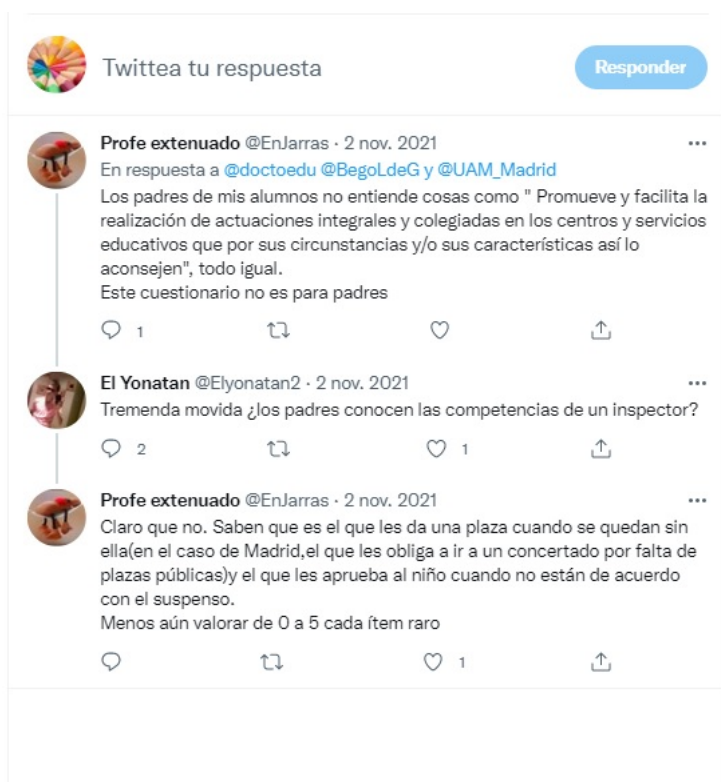 Twittea tu respuesta
Responder
Profe extenuado @EnJarras · 2 nov. 2021
En respuesta a @doctoedu @BegoLdeG y @UAM_Madrid
Los padres de mis alumnos no entiende cosas como " Promueve y facilita la
realización de actuaciones integrales y colegiadas en los centros y servicios
educativos que por sus circunstancias y/o sus características así lo
aconsejen", todo igual.
Este cuestionario no es para padres
1
El Yonatan @Elyonatan2 · 2 nov. 2021
Tremenda movida ¿los padres conocen las competencias de un inspector?
2 1
Profe extenuado @EnJarras · 2 nov. 2021
Claro que no. Saben que es el que les da una plaza cuando se quedan sin
ella(en el caso de Madrid,el que les obliga a ir a un concertado por falta de
plazas públicas)y el que les aprueba al niño cuando no están de acuerdo
con el suspenso.
Menos aún valorar de 0 a 5 cada ítem raro
1